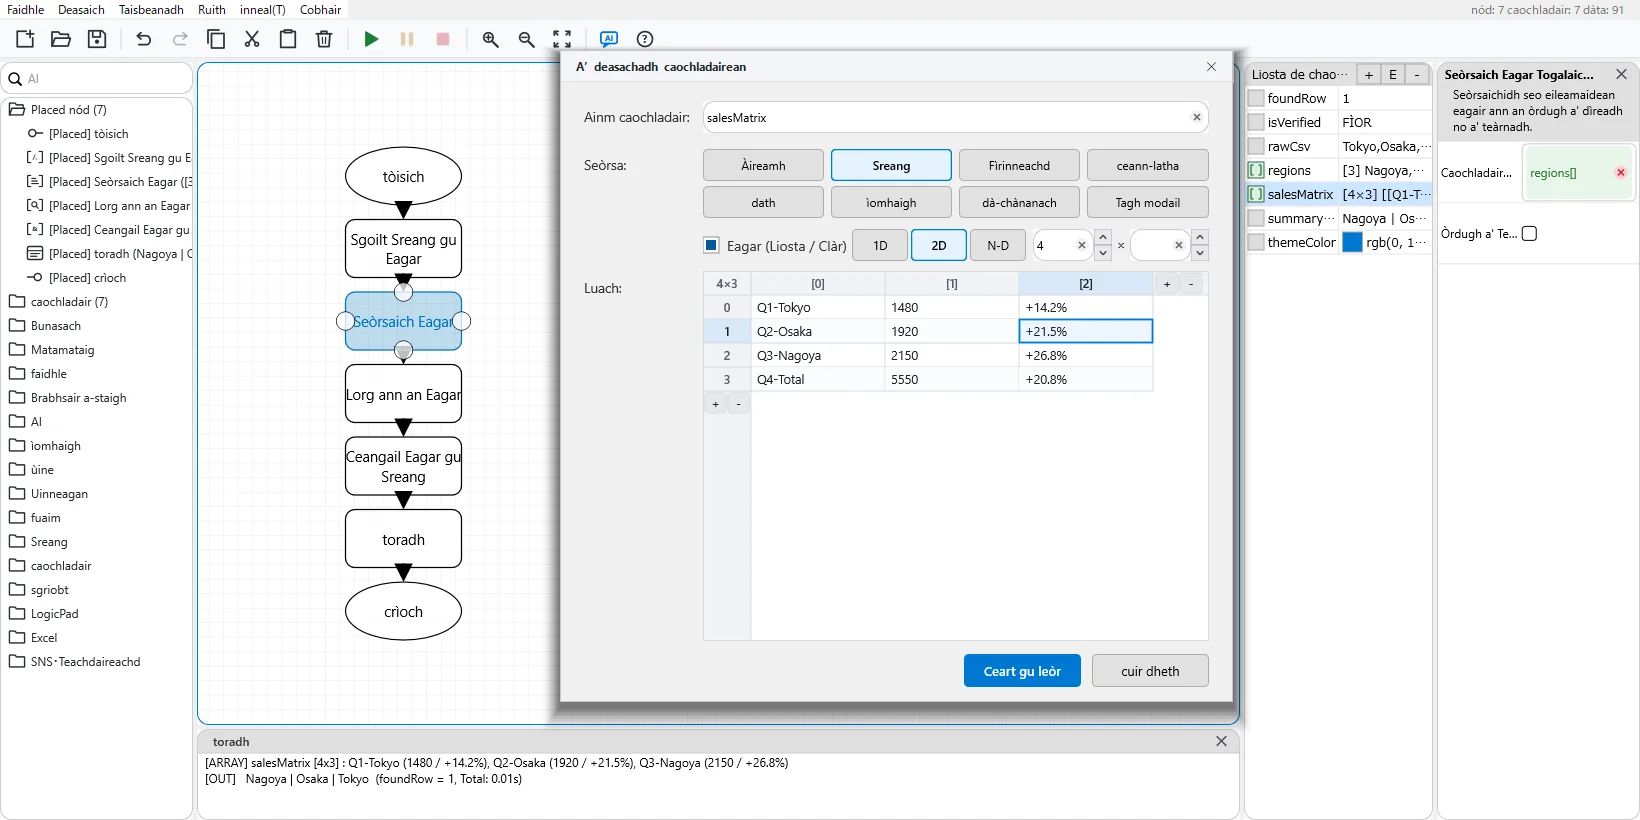 Faidhle Deasaich Taisbeanadh Ruith inneal(T) Cobhair
nód: 7 caochladair: 7 dàta: 91
AI
Placed nód (7)
[Placed] tòisich
[Placed] Sgoilt Sreang gu E
[Placed] Seòrsaich Eagar ([3
[Placed] Lorg ann an Eagar
[Placed] Ceangail Eagar gu
[Placed] toradh (Nagoya | O
[Placed] crìoch
caochladair (7)
Bunasach
Matamataig
faidhle
Brabhsair a-staigh
AI
ìomhaigh
ùine
Uinneagan
fuaim
Sreang
caochladair
sgriobt
LogicPad
Excel
SNS･Teachdaireachd
tòisich
Sgoilt Sreang gu
Eagar
Seòrsaich Eagar
Lorg ann an Eagar
Ceangail Eagar gu
Sreang
toradh
crìoch
A' deasachadh caochladairean
Ainm caochladair: salesMatrix
Seòrsa: Àireamh Sreang Fìrinneachd ceann-latha
dath ìomhaigh dà-chànanach Tagh modail
Eagar (Liosta / Clàr) 1D 2D N-D 4 ×
Luach: 4×3 [0] [1] [2] + -
0 Q1-Tokyo 1480 +14.2%
1 Q2-Osaka 1920 +21.5%
2 Q3-Nagoya 2150 +26.8%
3 Q4-Total 5550 +20.8%
+ -
Ceart gu leòr cuir dheth
Liosta de chao… + E -
foundRow 1
isVerified FÌOR
rawCsv Tokyo,Osaka,…
regions [3] Nagoya,…
salesMatrix [4×3] [[Q1-T…
summary… Nagoya | Os…
themeColor rgb(0, 1…
Seòrsaich Eagar Togalaic...
Seòrsaichidh seo eileamaidean
eagair ann an òrdugh a' dìreadh
no a' teàrnadh.
Caochladair... regions[]
Òrdugh a' Te...
toradh
[ARRAY] salesMatrix [4x3] : Q1-Tokyo (1480 / +14.2%), Q2-Osaka (1920 / +21.5%), Q3-Nagoya (2150 / +26.8%)
[OUT] Nagoya | Osaka | Tokyo (foundRow = 1, Total: 0.01s)